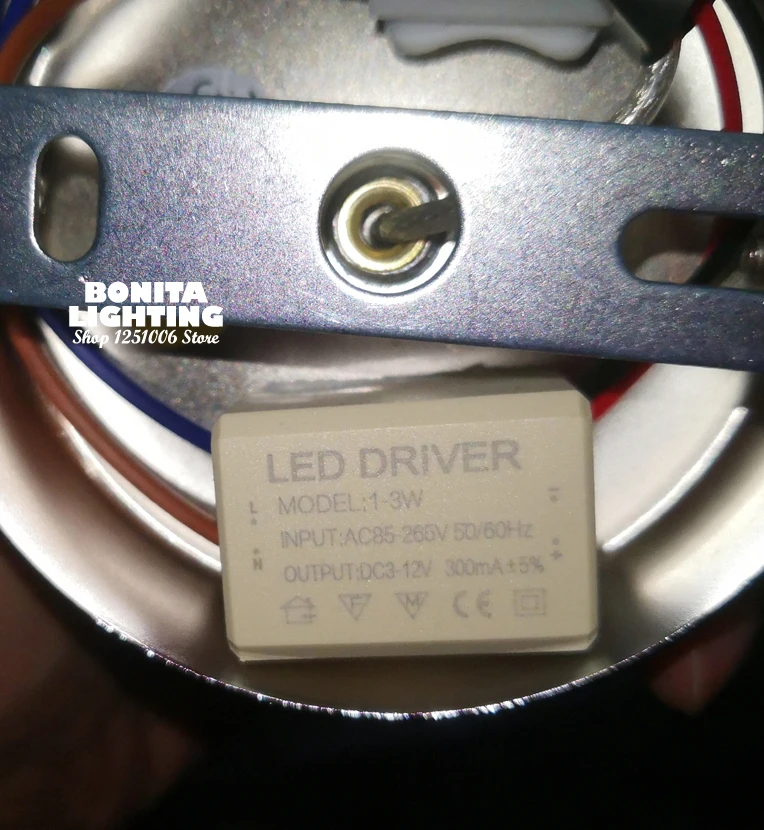 BONITA
LIGHTING
Shop 1251006 Store
LED DRIVER
L MODEL:1-3W -
INPUT:AC85-265V 50/60Hz
N OUTPUT:DC3-12V 300mA±5% +
F M CE